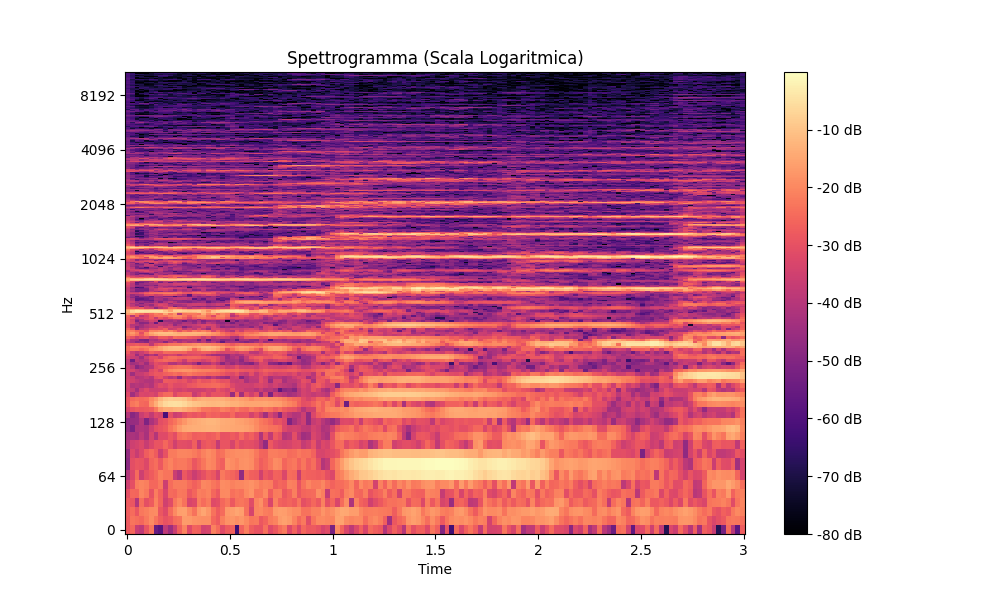 Spettrogramma (Scala Logaritmica)
Hz
8192
4096
2048
1024
512
256
128
64
0
0
0.5
1
1.5
2
2.5
3
Time
-10 dB
-20 dB
-30 dB
-40 dB
-50 dB
-60 dB
-70 dB
-80 dB